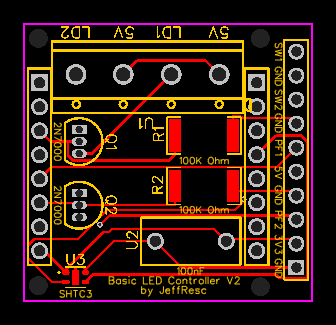 LD2 5V LD1 5V
U1
2N7000
Q1
R1
100K Ohm
2N7000
Q2
R2
100K Ohm
U2
100nF
U3
SHTC3
Basic LED Controller V2
by JeffResc
SW1
GND
SW2
GND
PF1
5V
GND
PF2
3V3
GND